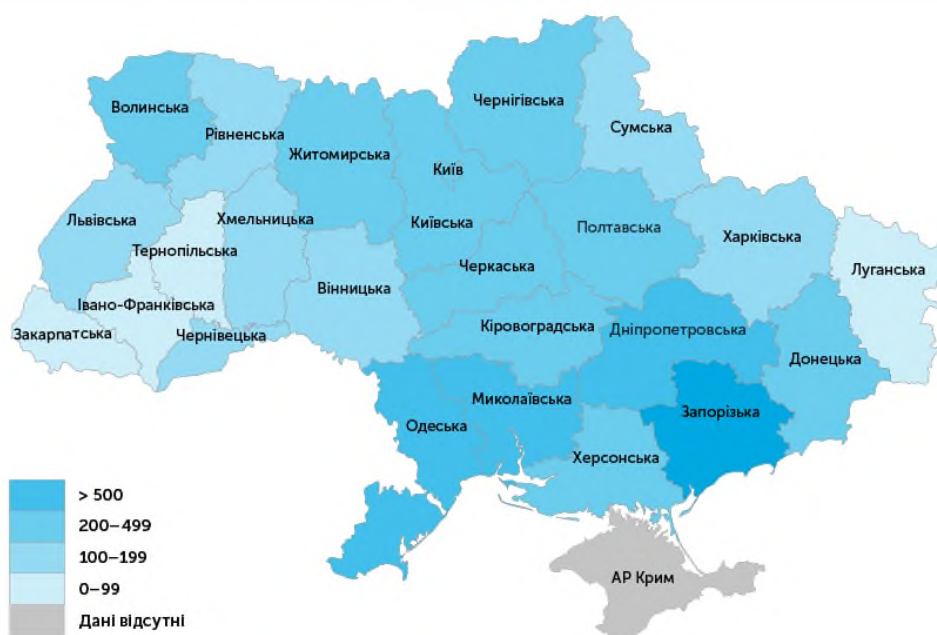 Волинська
Рівненська
Житомирська
Чернігівська
Сумська
Київ
Львівська
Тернопільська
Хмельницька
Київська
Черкаська
Полтавська
Харківська
Луганська
Івано-Франківська
Закарпатська
Чернівецька
Вінницька
Кіровоградська
Дніпропетровська
Донецька
Одеська
Миколаївська
Запорізька
Херсонська
АР Крим
> 500
200–499
100–199
0–99
Дані відсутні